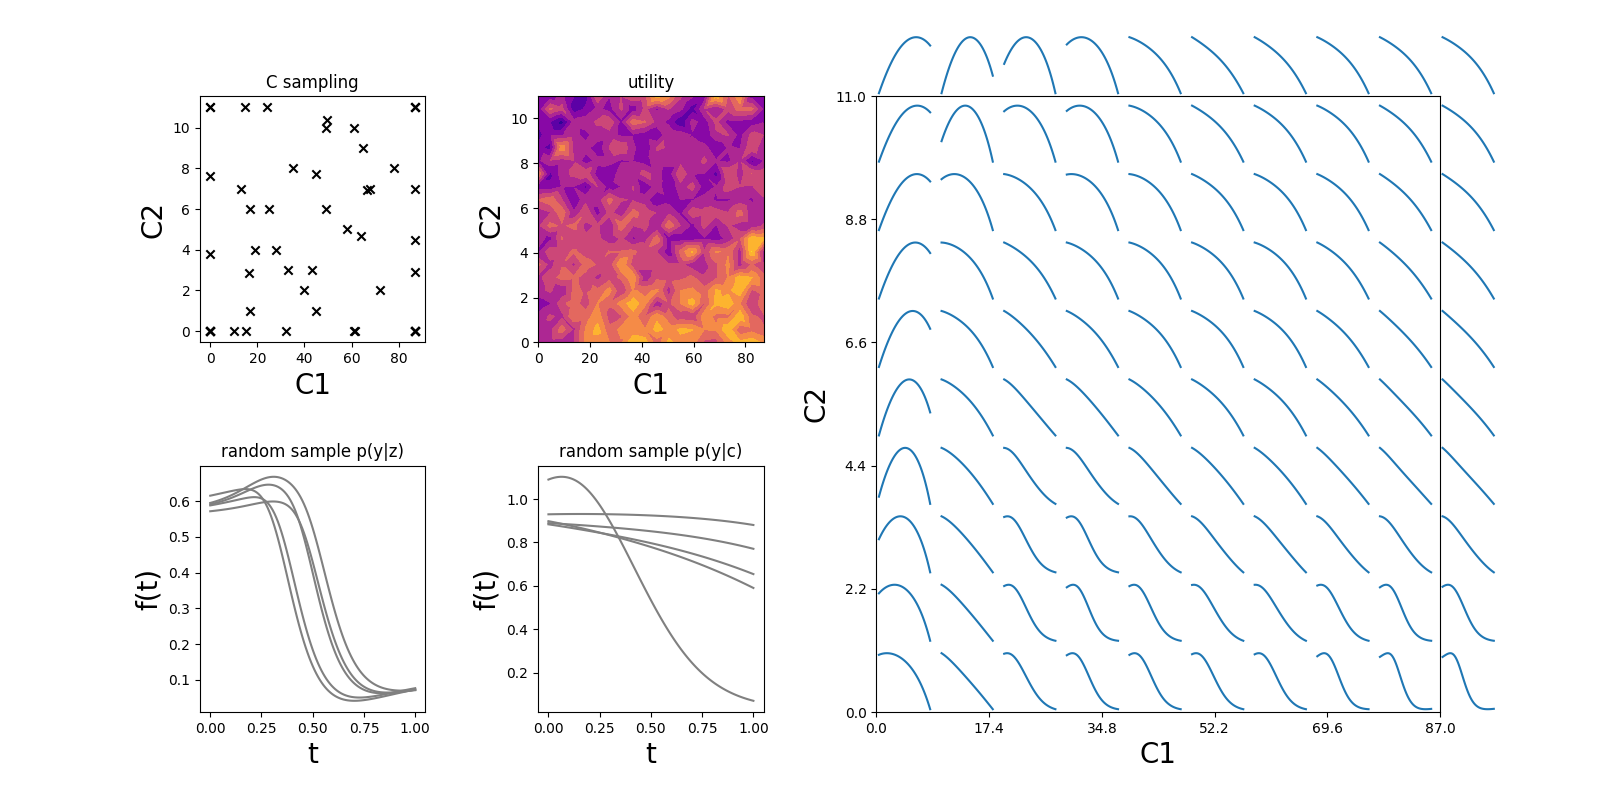 C sampling
C2
10
8
6
4
2
0
0 20 40 60 80
C1
utility
C2
10
8
6
4
2
0
0 20 40 60 80
C1
random sample p(y|z)
f(t)
0.6
0.5
0.4
0.3
0.2
0.1
0.00 0.25 0.50 0.75 1.00
t
random sample p(y|c)
f(t)
1.0
0.8
0.6
0.4
0.2
0.00 0.25 0.50 0.75 1.00
t
C2
11.0
8.8
6.6
4.4
2.2
0.0
0.0 17.4 34.8 52.2 69.6 87.0
C1